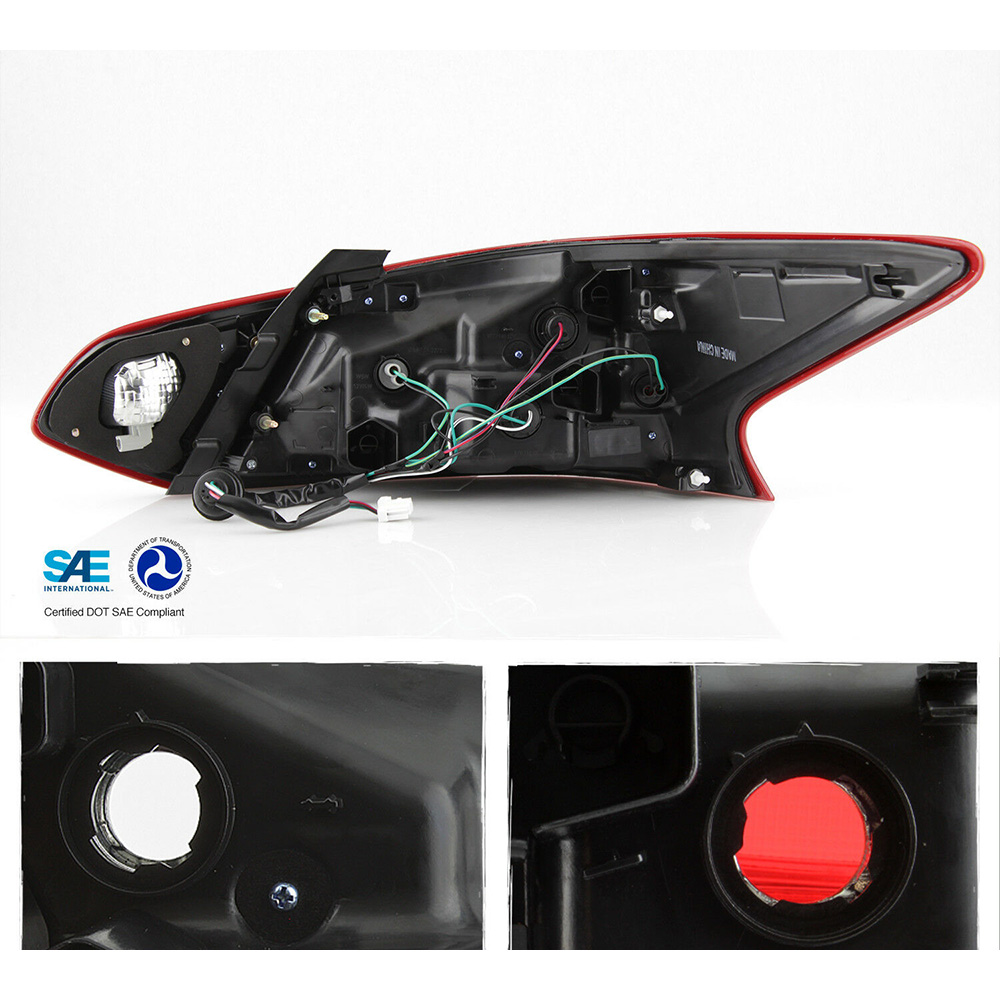 MADE IN CHINA
SAE
INTERNATIONAL
DEPARTMENT OF TRANSPORTATION
UNITED STATES OF AMERICA
Certified DOT SAE Compliant